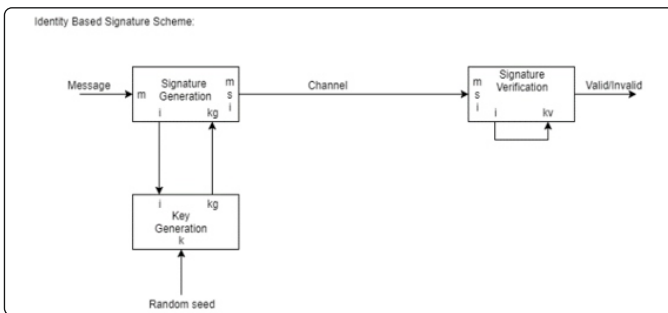 Identity Based Signature Scheme:
Message
m
Signature
Generation
m
s
i
i
kg
Channel
m
s
i
Signature
Verification
i
kv
Valid/Invalid
i
kg
Key
Generation
k
Random seed